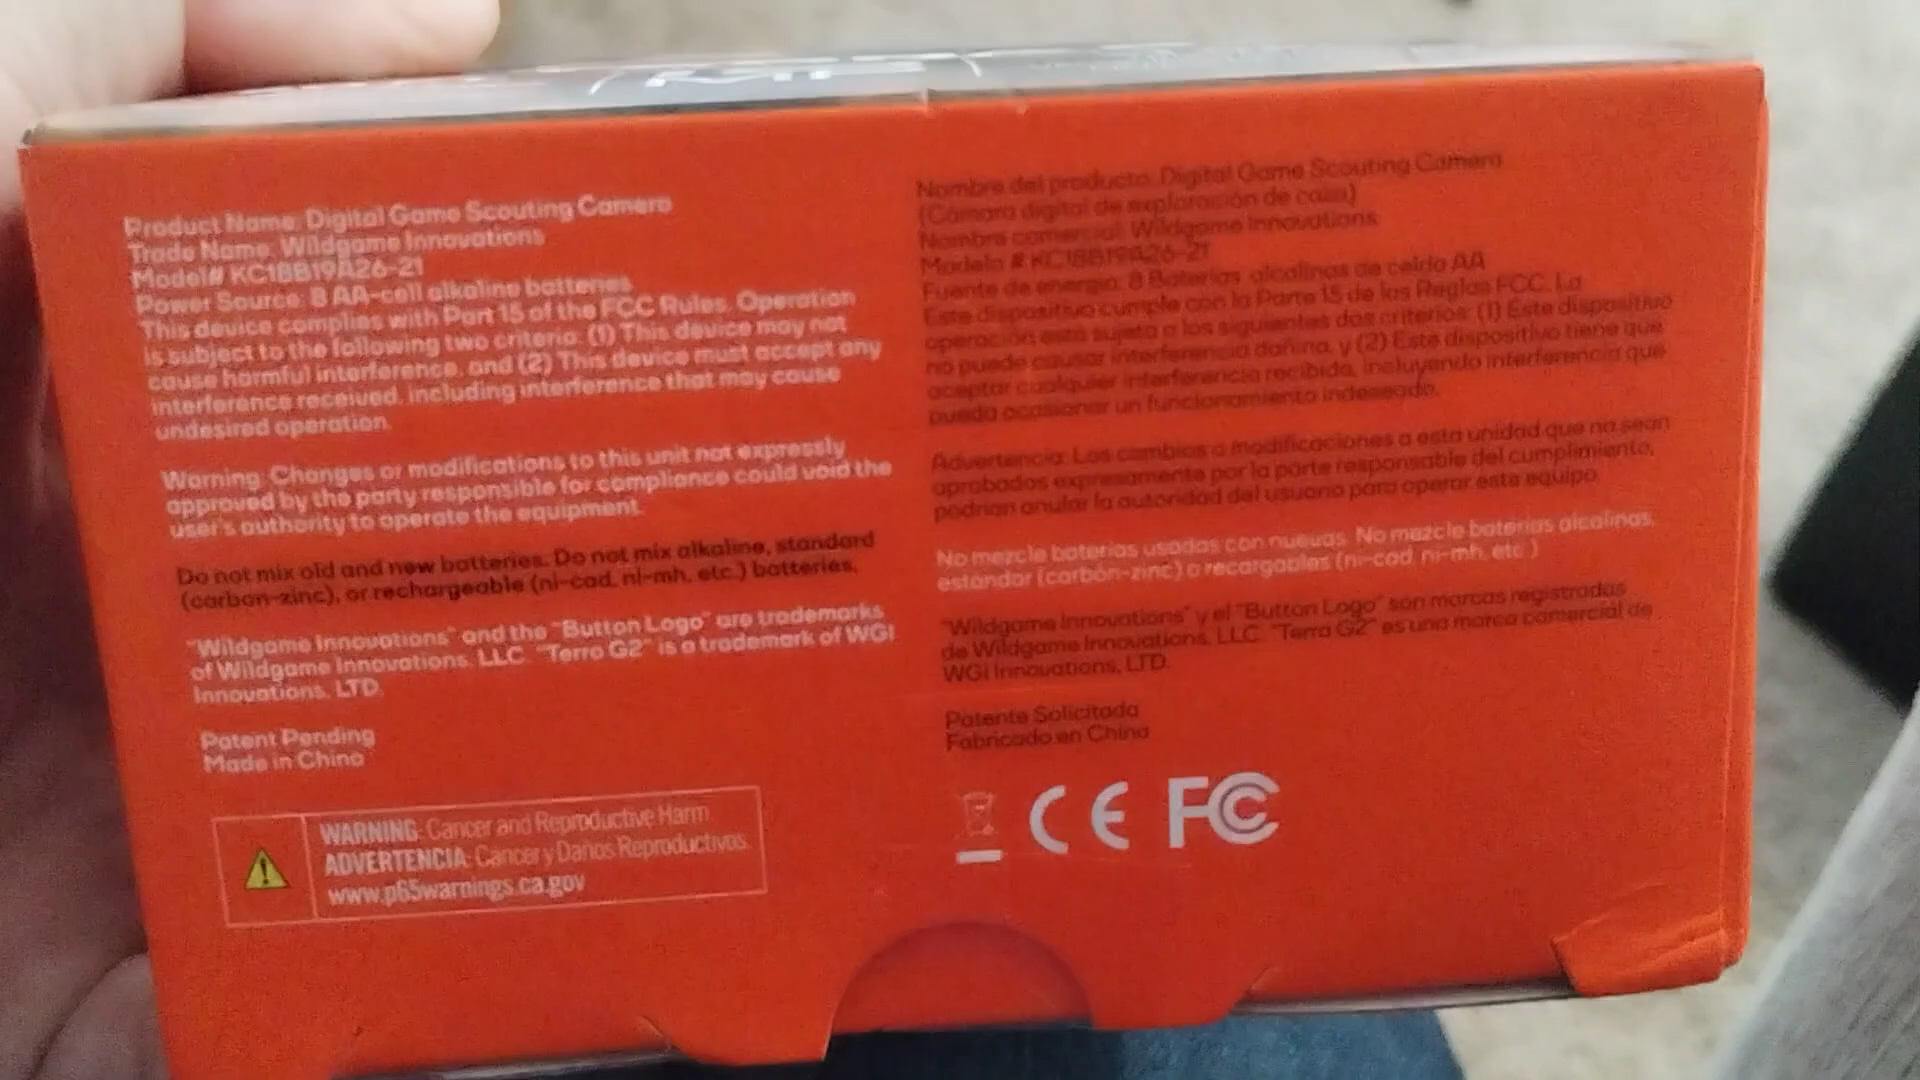 Product Name: Digital Game Scouting Camera
Trade Name: Wildgame Innovations
Model# KC18B19A26-21
Power Source: 8 AA-cell alkaline batteries
This device complies with Part 15 of the FCC Rules. Operation
is subject to the following two criteria: (1) This device may not
cause harmful interference, and (2) This device must accept any
interference received, including interference that may cause
undesired operation.
Warning: Changes or modifications to this unit not expressly
approved by the party responsible for compliance could void the
user's authority to operate the equipment.
Do not mix old and new batteries. Do not mix alkaline, standard
(carbon-zinc), or rechargeable (ni-cad, ni-mh, etc.) batteries.
"Wildgame Innovations" and the "Button Logo" are trademarks
of Wildgame Innovations, LLC. "Terra G2" is a trademark of WGI
Innovations, LTD.
Patent Pending
Made in China
WARNING: Cancer and Reproductive Harm
ADVERTENCIA: Cáncer y Daños Reproductivos.
www.p65warnings.ca.gov
Nombre del producto: Digital Game Scouting Camera
(Cámara digital de exploración de caza)
Nombre comercial: Wildgame Innovations
Modelo # KC18B19A26-21
Fuente de energía: 8 Baterías alcalinas de celda AA
Este dispositivo cumple con la Parte 15 de las Reglas FCC. La
operación está sujeta a los siguientes dos criterios: (1) Este dispositivo
no puede causar interferencia dañina, y (2) Este dispositivo tiene que
aceptar cualquier interferencia recibida, incluyendo interferencia que
pueda ocasionar un funcionamiento indeseado.
Advertencia: Los cambios o modificaciones a esta unidad que no sean
aprobados expresamente por la parte responsable del cumplimiento,
podrían anular la autoridad del usuario para operar este equipo.
No mezcle baterías usadas con nuevas. No mezcle baterías alcalinas,
estándar (carbón-zinc) o recargables (ni-cad, ni-mh, etc.)
"Wildgame Innovations" y el "Button Logo" son marcas registradas
de Wildgame Innovations, LLC. "Terra G2" es una marca comercial de
WGI Innovations, LTD.
Patente Solicitada
Fabricado en China
CE FC